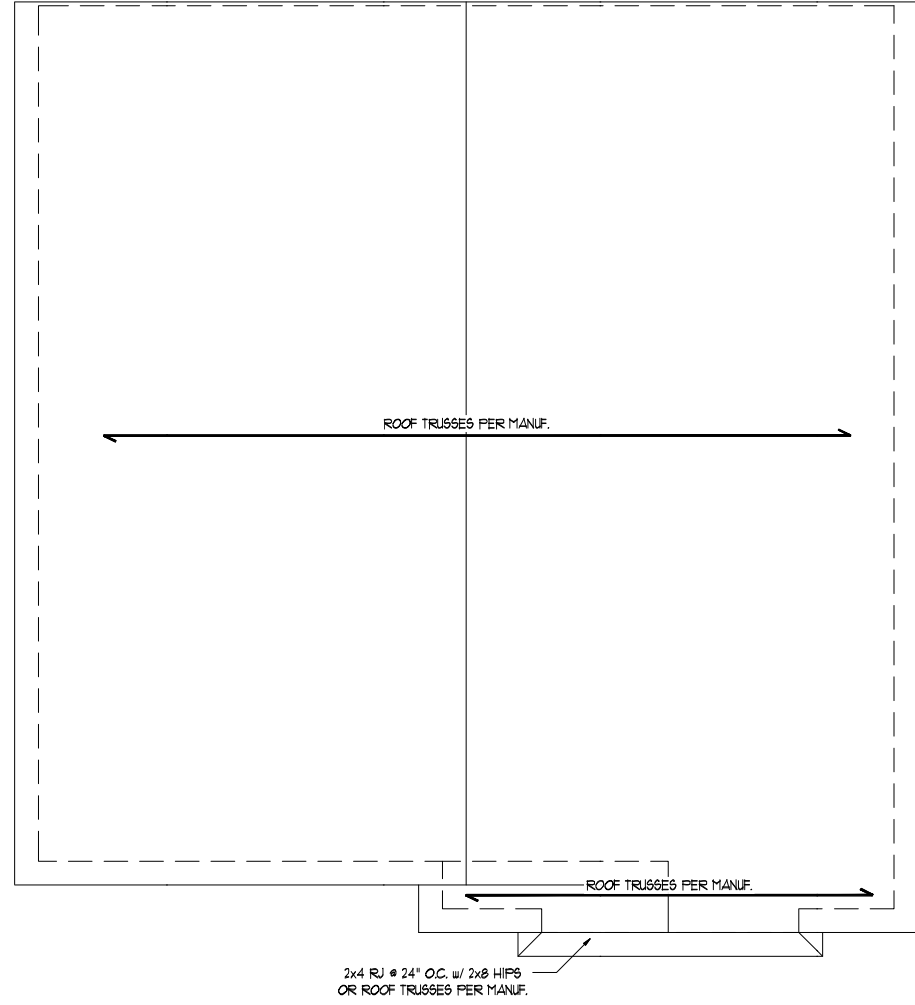 ROOF TRUSSES PER MANUF.
ROOF TRUSSES PER MANUF.
2x4 RJ @ 24" O.C. w/ 2x8 HIPS
OR ROOF TRUSSES PER MANUF.